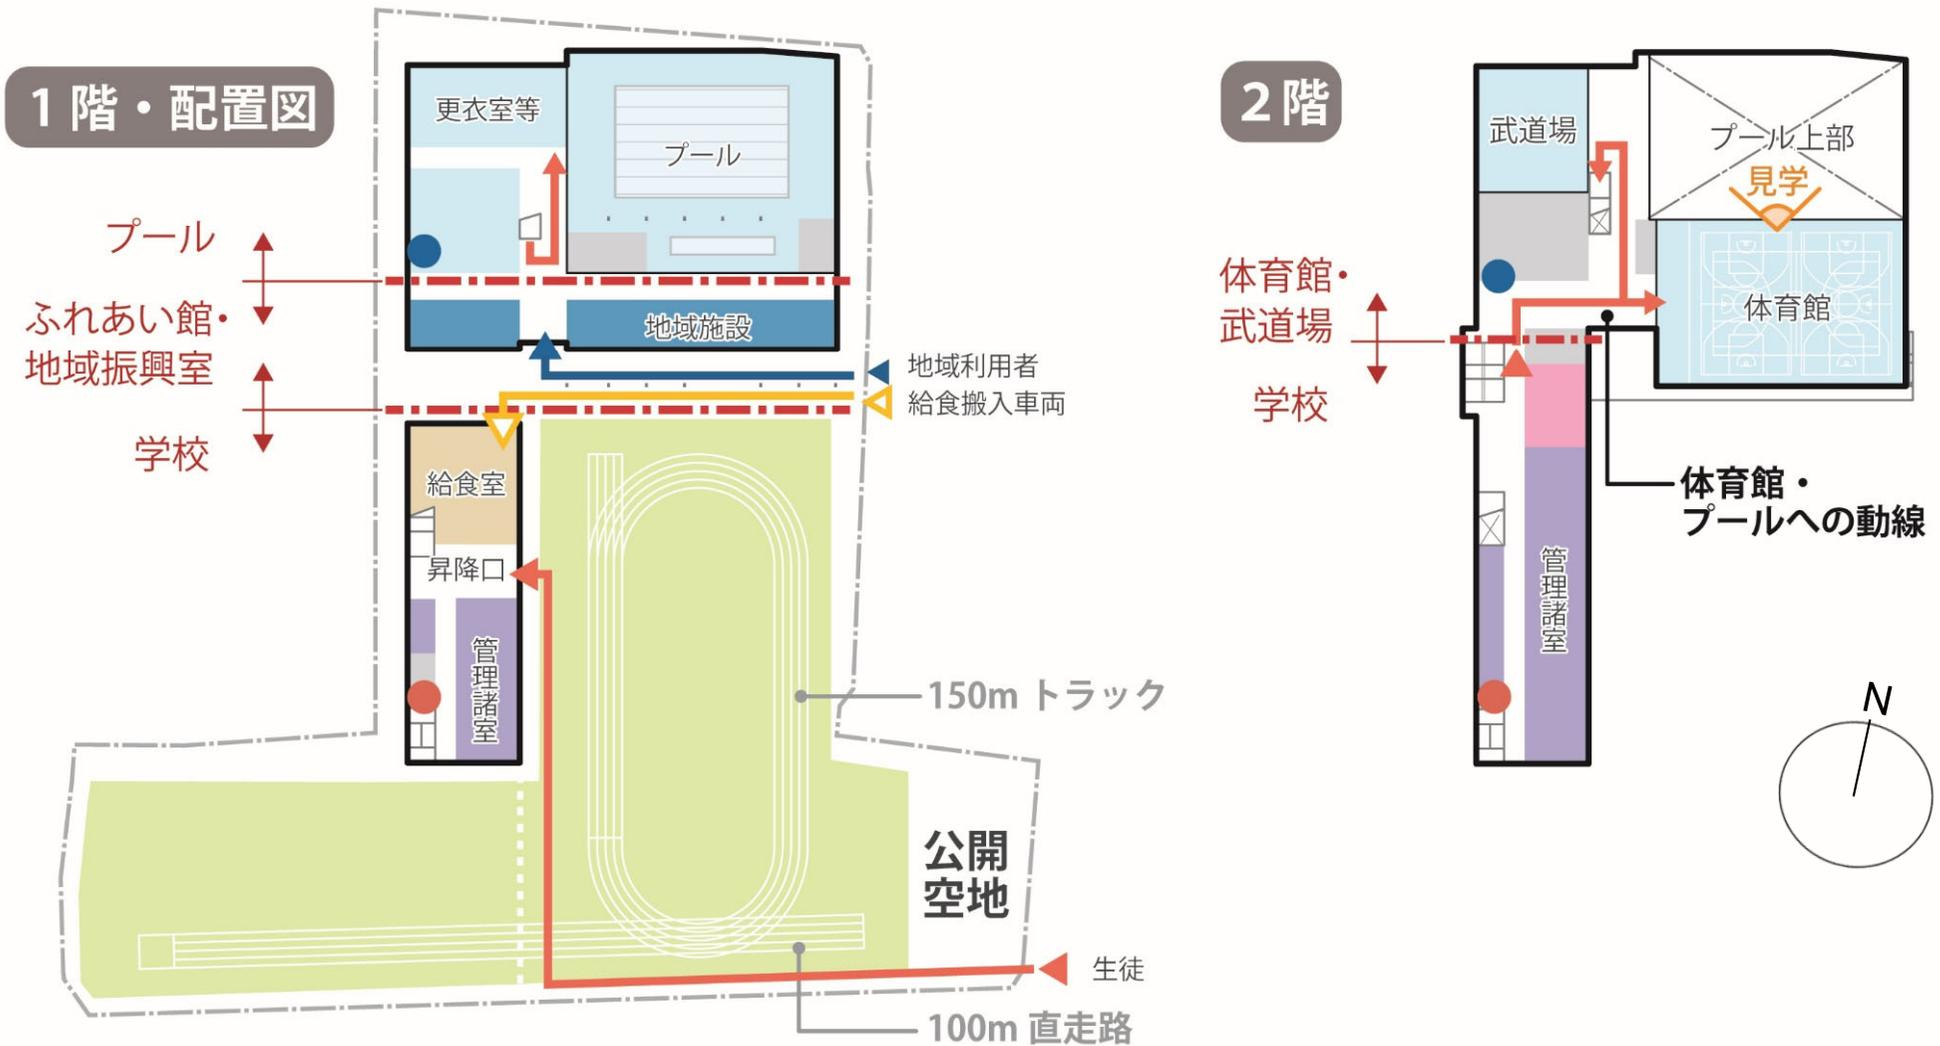 1階・配置図
更衣室等
プール
プール
ふれあい館・
地域振興室
学校
地域施設
地域利用者
給食搬入車両
給食室
昇降口
管理諸室
150m トラック
公開
空地
生徒
100m 直走路
2階
武道場
プール上部
見学
体育館・
武道場
学校
体育館
体育館・
プールへの動線
管理諸室
N